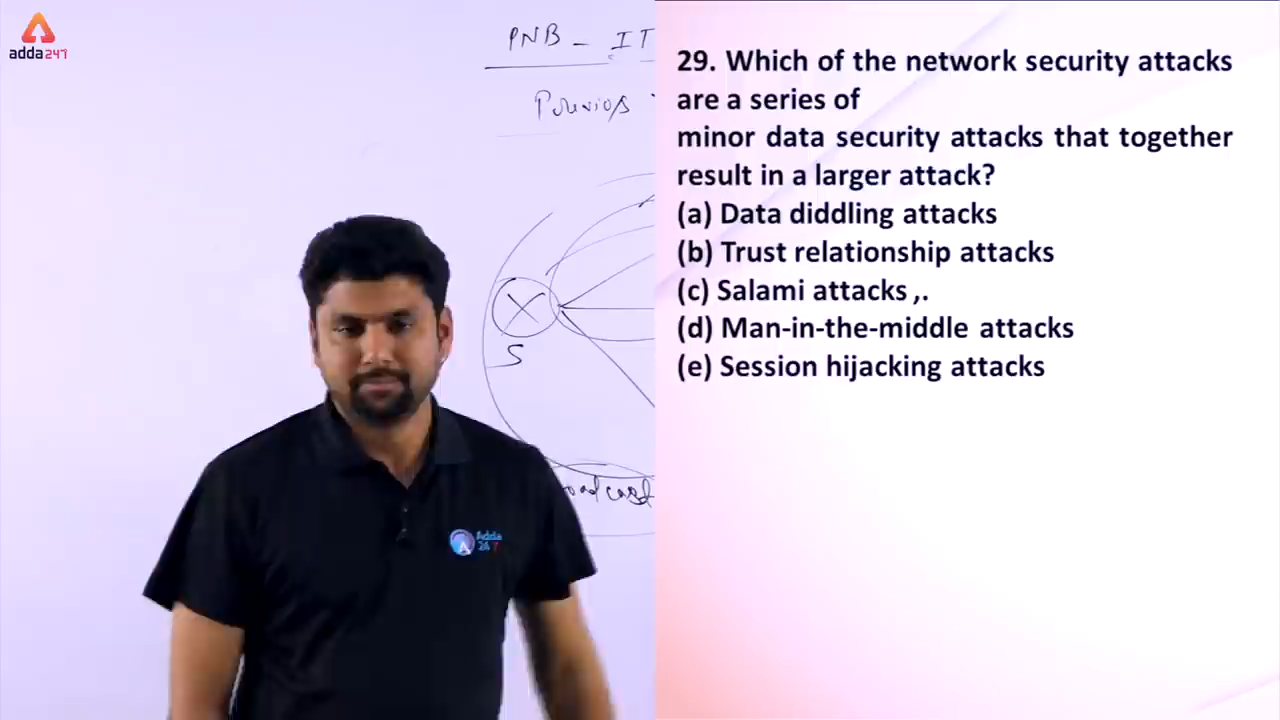 adda247
PNB - IT
29. Which of the network security attacks
are a series of
minor data security attacks that together
result in a larger attack?
(a) Data diddling attacks
(b) Trust relationship attacks
(c) Salami attacks ,.
(d) Man-in-the-middle attacks
(e) Session hijacking attacks
S
Adda
247